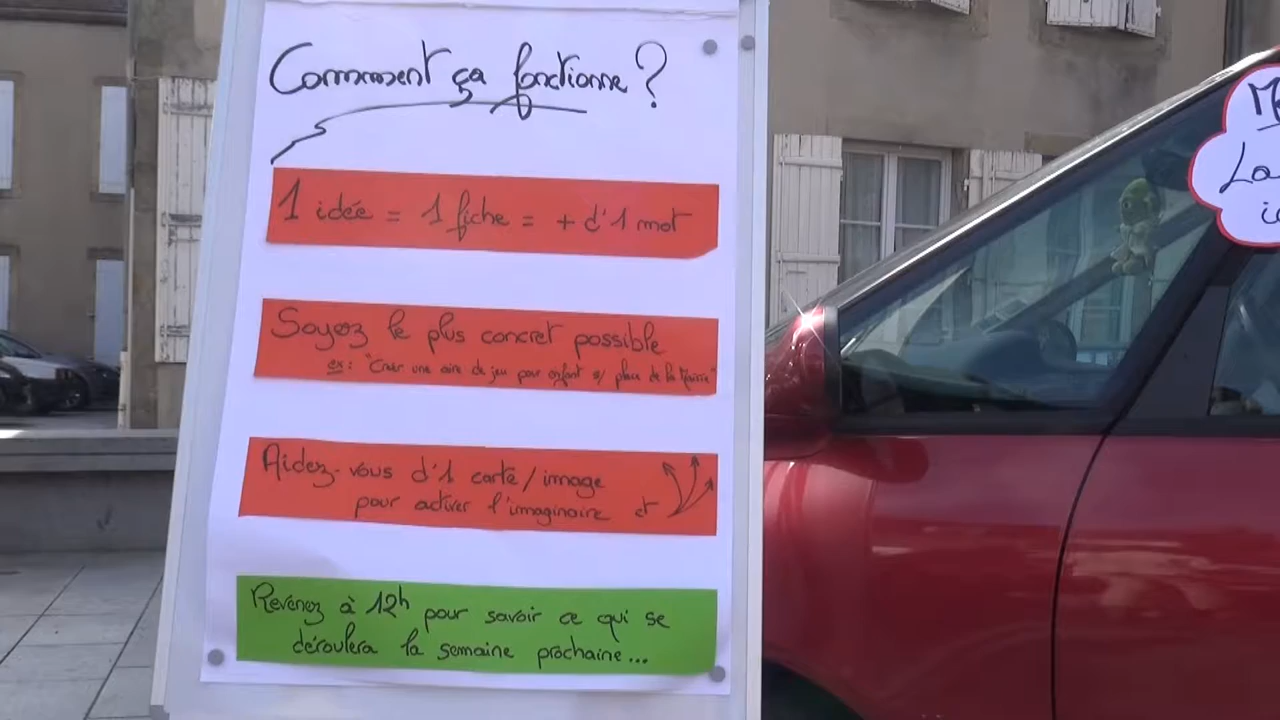 Comment ça fonctionne ?
1 idée = 1 fiche = + d'1 mot
Soyez le plus concret possible
ex : "Créer une aire de jeu pour enfant s/ place de la Mairie"
Aidez-vous d'1 carte/image
pour activer l'imaginaire et
Revenez à 12h pour savoir ce qui se
déroulera la semaine prochaine...
La